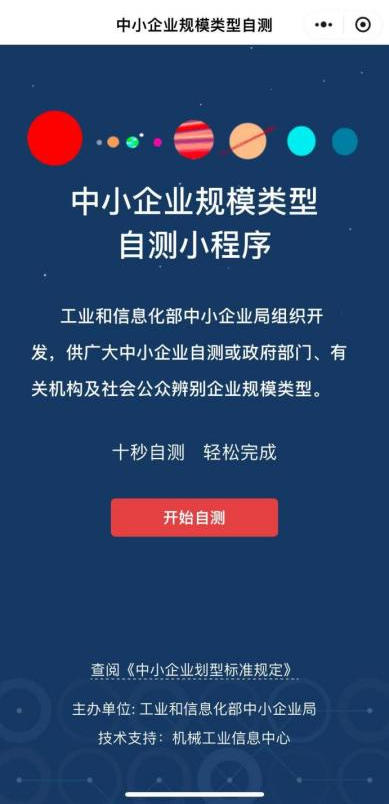 中小企业规模类型自测
中小企业规模类型
自测小程序
工业和信息化部中小企业局组织开
发，供广大中小企业自测或政府部门、有
关机构及社会公众辨别企业规模类型。
十秒自测 轻松完成
开始自测
查阅《中小企业划型标准规定》
主办单位: 工业和信息化部中小企业局
技术支持: 机械工业信息中心